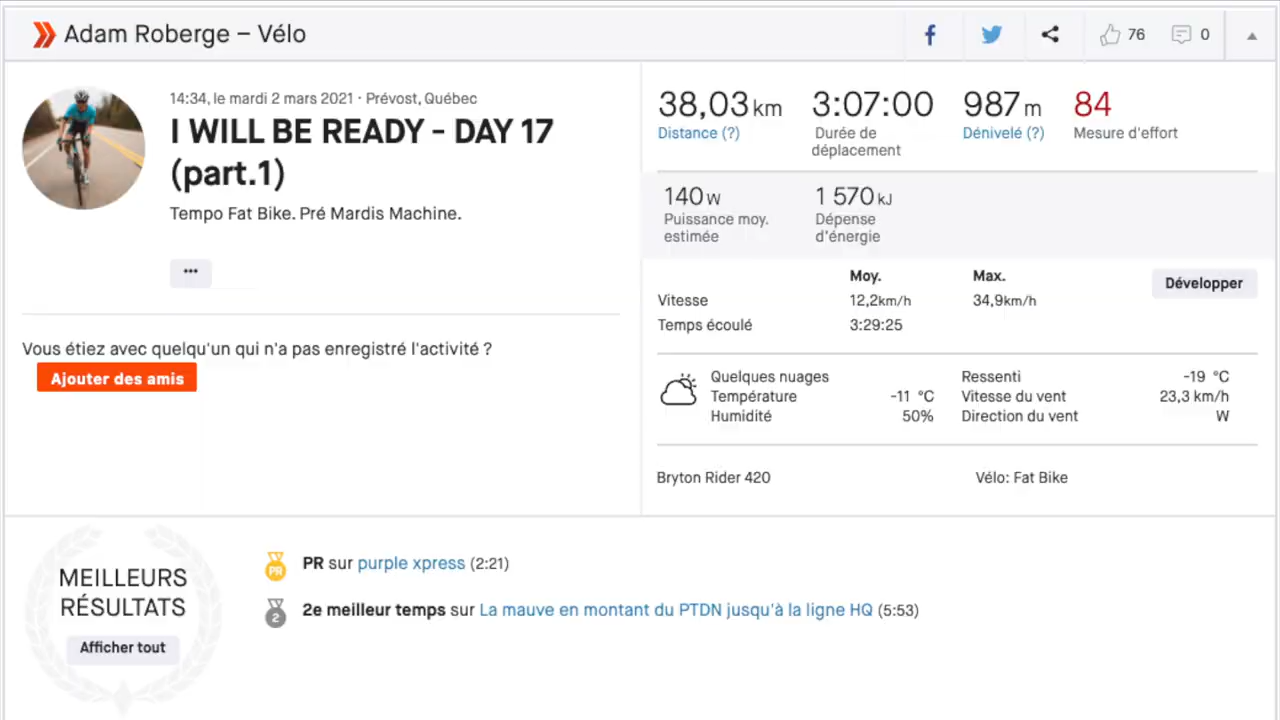 Adam Roberge – Vélo
76
0
14:34, le mardi 2 mars 2021 · Prévost, Québec
I WILL BE READY - DAY 17
(part.1)
Tempo Fat Bike. Pré Mardis Machine.
Vous étiez avec quelqu'un qui n'a pas enregistré l'activité ?
Ajouter des amis
38,03 km
Distance (?)
3:07:00
Durée de
déplacement
987 m
Dénivelé (?)
84
Mesure d'effort
140 W
Puissance moy.
estimée
1 570 kJ
Dépense
d'énergie
Moy. Max.
Développer
Vitesse 12,2km/h 34,9km/h
Temps écoulé 3:29:25
Quelques nuages
Température -11 °C
Humidité 50%
Ressenti -19 °C
Vitesse du vent 23,3 km/h
Direction du vent W
Bryton Rider 420
Vélo: Fat Bike
MEILLEURS
RÉSULTATS
Afficher tout
PR
PR sur purple xpress (2:21)
2
2e meilleur temps sur La mauve en montant du PTDN jusqu'à la ligne HQ (5:53)